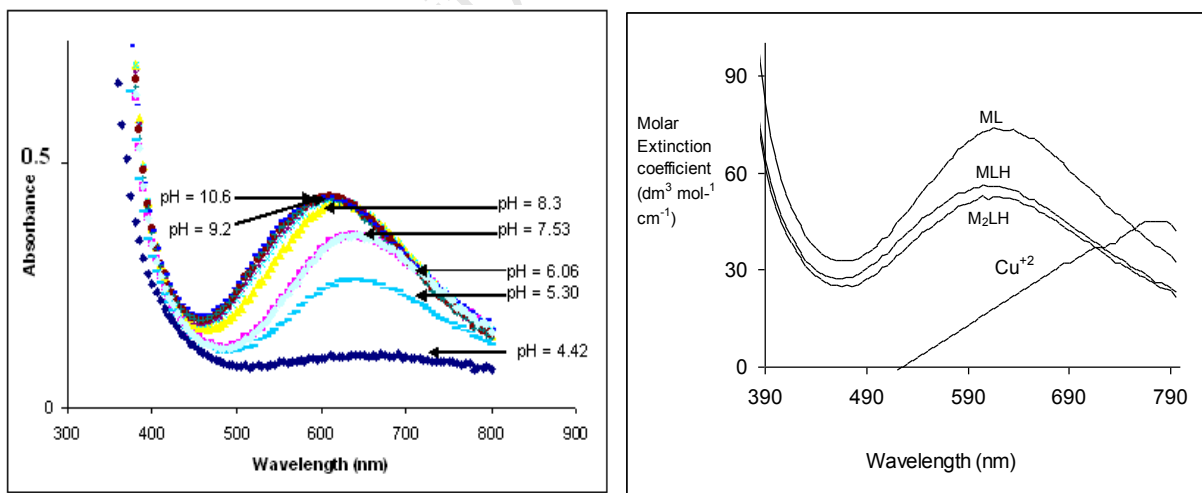 0.5
0
Absorbance
pH = 10.6
pH = 9.2
pH = 8.3
pH = 7.53
pH = 6.06
pH = 5.30
pH = 4.42
300 400 500 600 700 800 900
Wavelength (nm)
90
60
30
0
Molar
Extinction
coefficient
(dm³ mol-¹
cm⁻¹)
ML
MLH
M₂LH
Cu⁺²
390 490 590 690 790
Wavelength (nm)